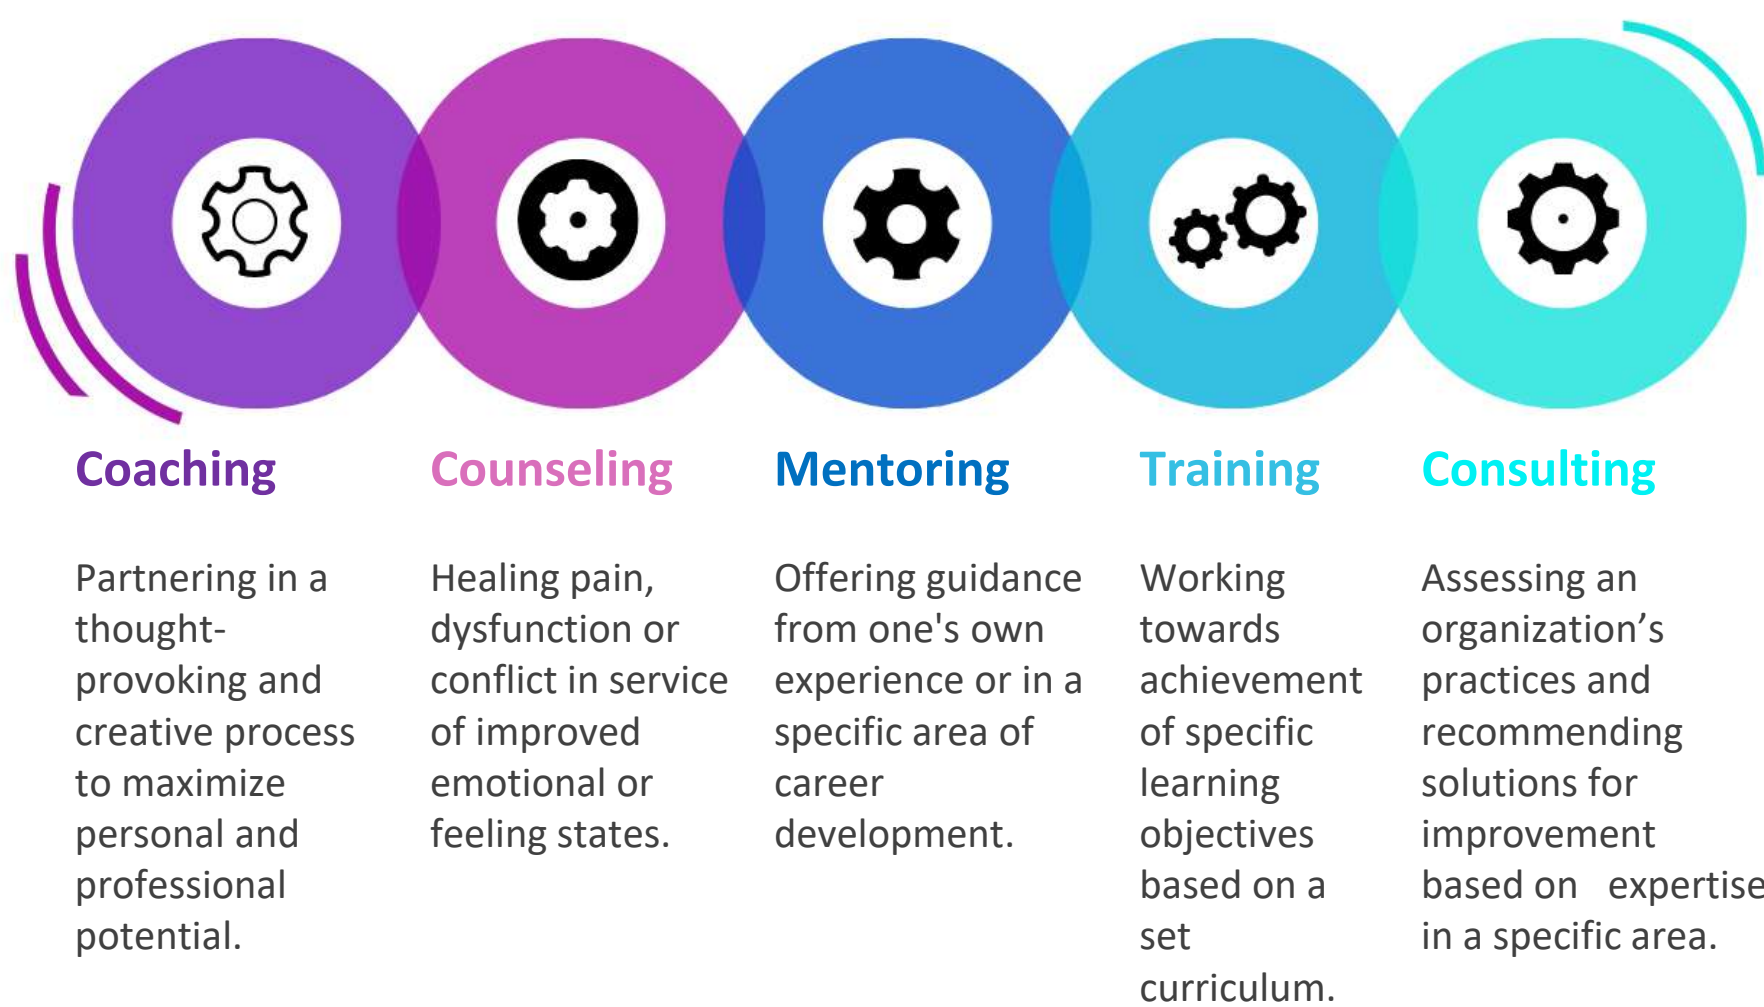 Coaching
Partnering in a
thought-
provoking and
creative process
to maximize
personal and
professional
potential.
Counseling
Healing pain,
dysfunction or
conflict in service
of improved
emotional or
feeling states.
Mentoring
Offering guidance
from one's own
experience or in a
specific area of
career
development.
Training
Working
towards
achievement
of specific
learning
objectives
based on a
set
curriculum.
Consulting
Assessing an
organization’s
practices and
recommending
solutions for
improvement
based on   expertise
in a specific area.